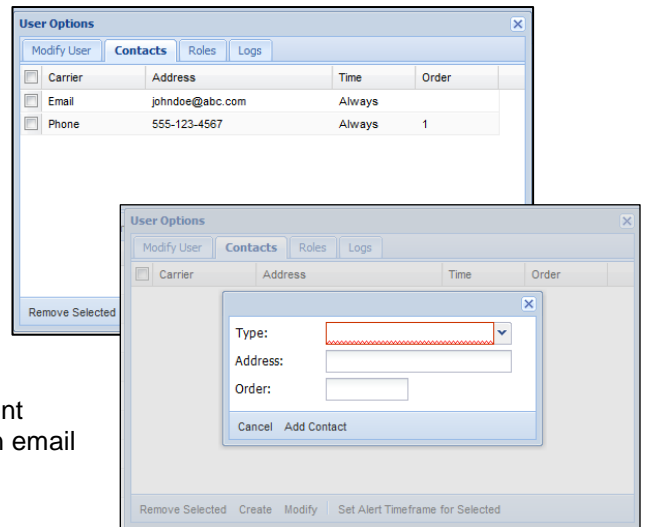 User Options
Modify User Contacts Roles Logs
Carrier Address Time Order
Email johndoe@abc.com Always
Phone 555-123-4567 Always 1
Remove Selected
User Options
Modify User Contacts Roles Logs
Carrier Address Time Order
Type:
Address:
Order:
Cancel Add Contact
Remove Selected Create Modify Set Alert Timeframe for Selected
nt
email